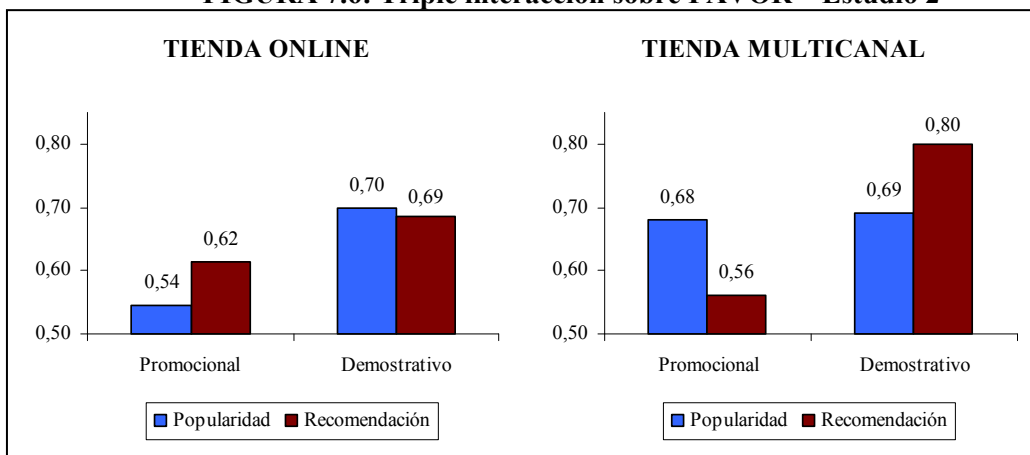 FIGURA 7.6: Triple interacción sobre FAVOR – Estudio 2
TIENDA ONLINE
0,80
0,70
0,60
0,50
0,54
0,62
0,70
0,69
Promocional
Demostrativo
Popularidad
Recomendación
TIENDA MULTICANAL
0,80
0,70
0,60
0,50
0,68
0,56
0,69
0,80
Promocional
Demostrativo
Popularidad
Recomendación